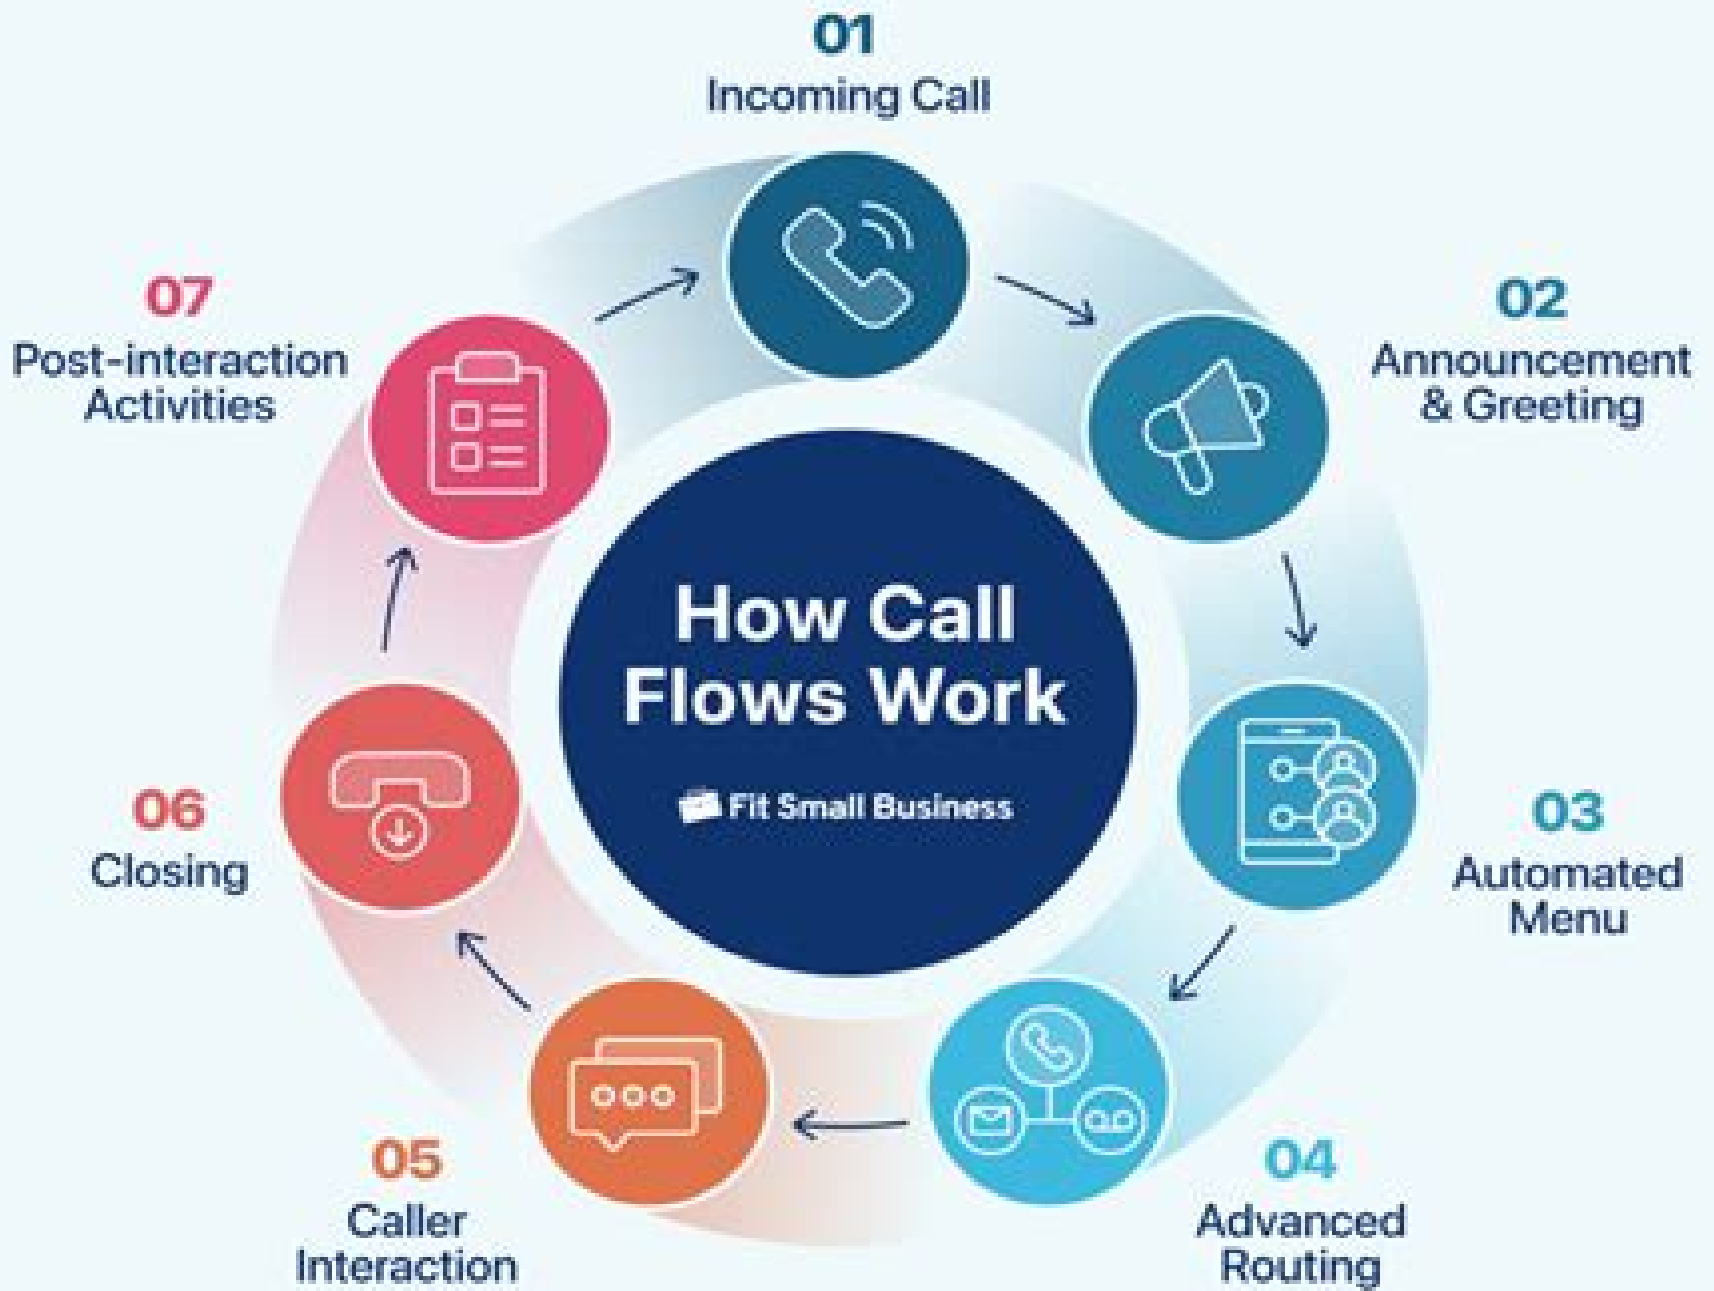 01
Incoming Call
02
Announcement
& Greeting
03
Automated
Menu
04
Advanced
Routing
05
Caller
Interaction
06
Closing
07
Post-interaction
Activities
How Call
Flows Work
Fit Small Business